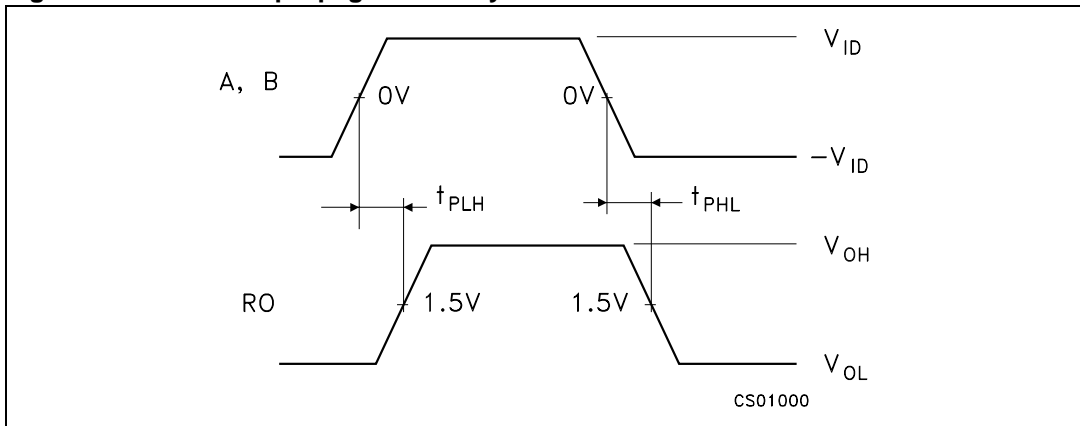 V_ID
A, B
0V 0V
-V_ID
t_PLH t_PHL
V_OH
RO
1.5V 1.5V
V_OL
CS01000